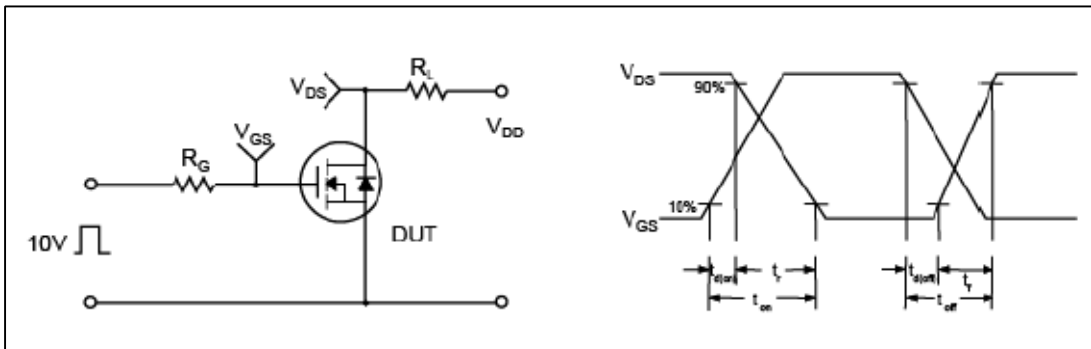 V_DS
R_L
V_DD
V_GS
R_G
10V
DUT
V_DS
90%
10%
V_GS
t_d(on)
t_r
t_d(off)
t_f
t_on
t_off